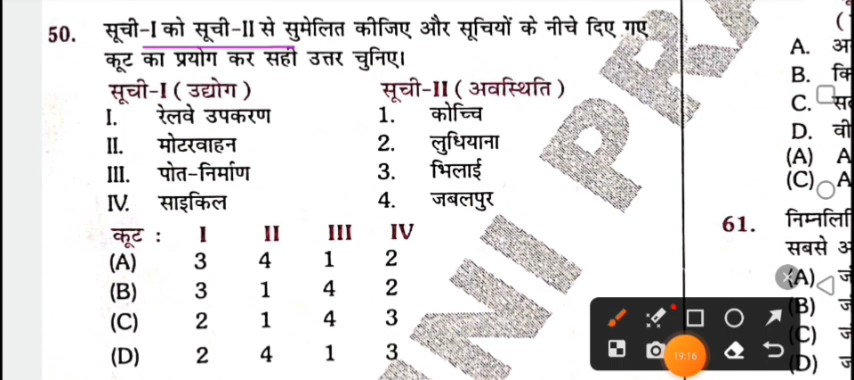 50. सूची-I को सूची-II से सुमेलित कीजिए और सूचियों के नीचे दिए गए
कूट का प्रयोग कर सही उत्तर चुनिए।
सूची-I ( उद्योग ) सूची-II ( अवस्थिति )
I. रेलवे उपकरण 1. कोच्चि
II. मोटरवाहन 2. लुधियाना
III. पोत-निर्माण 3. भिलाई
IV. साइकिल 4. जबलपुर
कूट : I II III IV
(A) 3 4 1 2
(B) 3 1 4 2
(C) 2 1 4 3
(D) 2 4 1 3
(
A.
B.
C.
D.
(A) A
(C) A
61.
सबसे
(A)
(B)
(C)
(D)
19:16